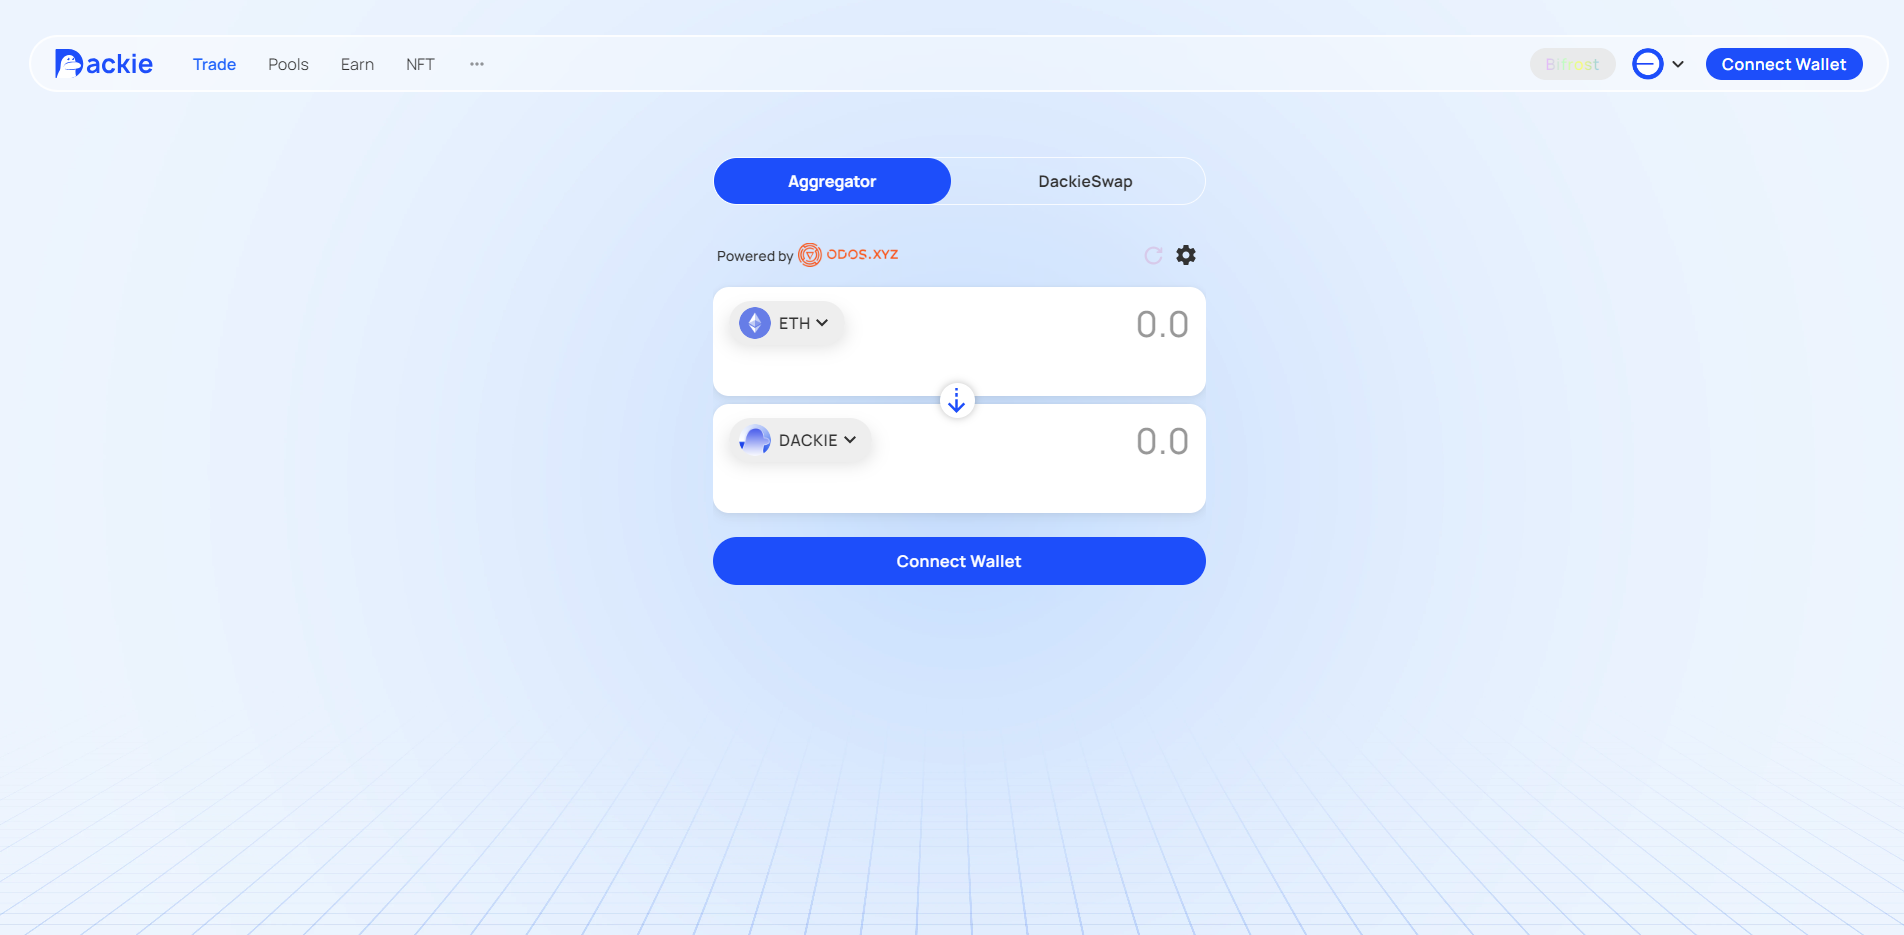 Dackie
Trade
Pools
Earn
NFT
Bifrost
Connect Wallet
Aggregator
DackieSwap
Powered by ODOS.XYZ
ETH
0.0
DACKIE
0.0
Connect Wallet